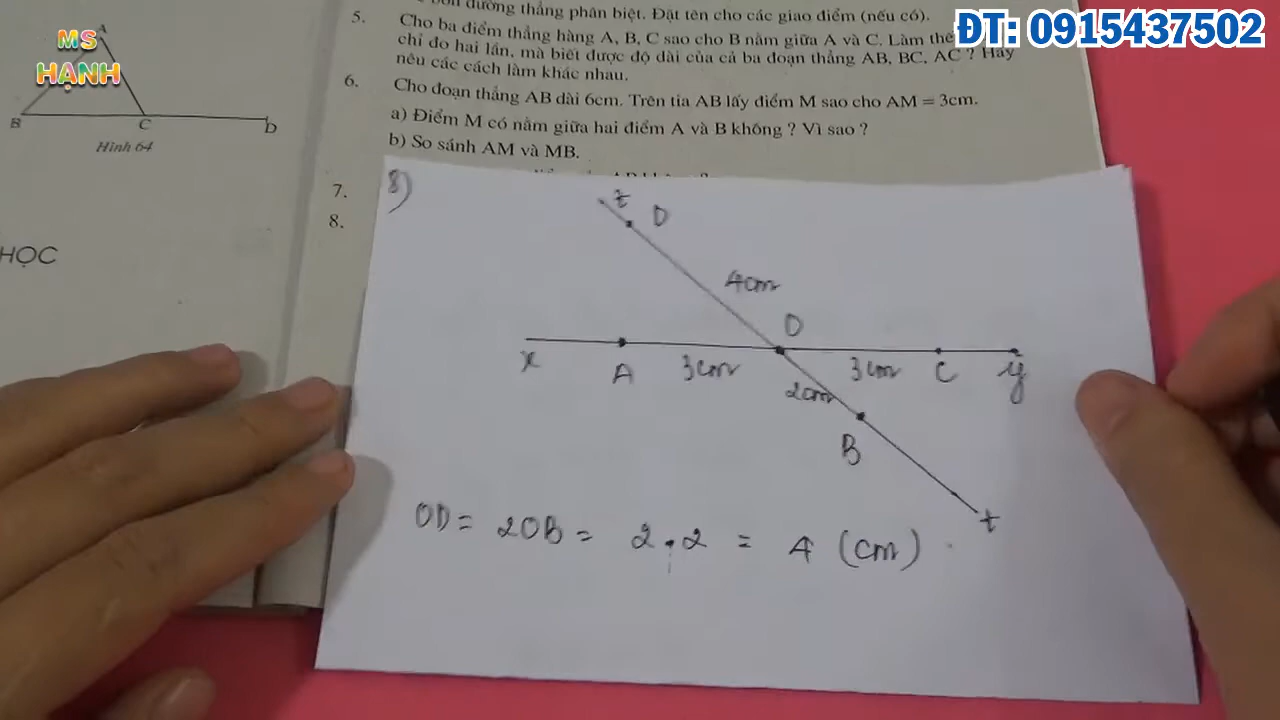 MS
HẠNH
ĐT: 0915437502
A
B
C
D
Hình 64
HỌC
đường thẳng phân biệt. Đặt tên cho các giao điểm (nếu có).
5. Cho ba điểm thẳng hàng A, B, C sao cho B nằm giữa A và C. Làm thế
chỉ đo hai lần, mà biết được độ dài của cả ba đoạn thẳng AB, BC, AC ? Hãy
nêu các cách làm khác nhau.
6. Cho đoạn thẳng AB dài 6cm. Trên tia AB lấy điểm M sao cho AM = 3cm.
a) Điểm M có nằm giữa hai điểm A và B không ? Vì sao ?
b) So sánh AM và MB.
7.
8.
8)
z D
4cm
O
x A 3cm 3cm C y
2cm
B
t
OD = 2OB = 2.2 = 4 (cm)